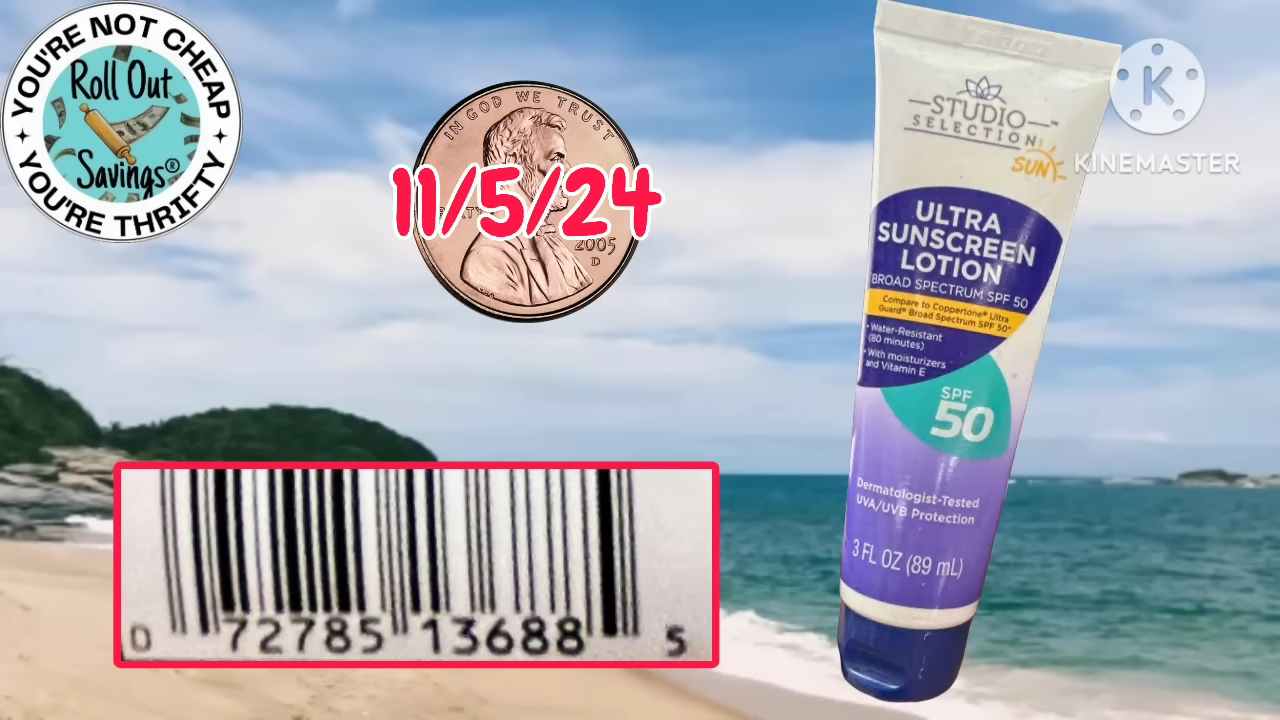 YOU'RE NOT CHEAP
Roll Out
Savings®
YOU'RE THRIFTY
IN GOD WE TRUST
11/5/24
2005
D
0 72785 13688 5
STUDIO™
SELECTION
SUN
ULTRA
SUNSCREEN
LOTION
BROAD SPECTRUM SPF 50
Compare to Coppertone® Ultra
Guard® Broad Spectrum SPF 50*
• Water-Resistant
(80 minutes)
• With moisturizers
and Vitamin E
SPF
50
Dermatologist-Tested
UVA/UVB Protection
3 FL OZ (89 mL)
K
KINEMASTER